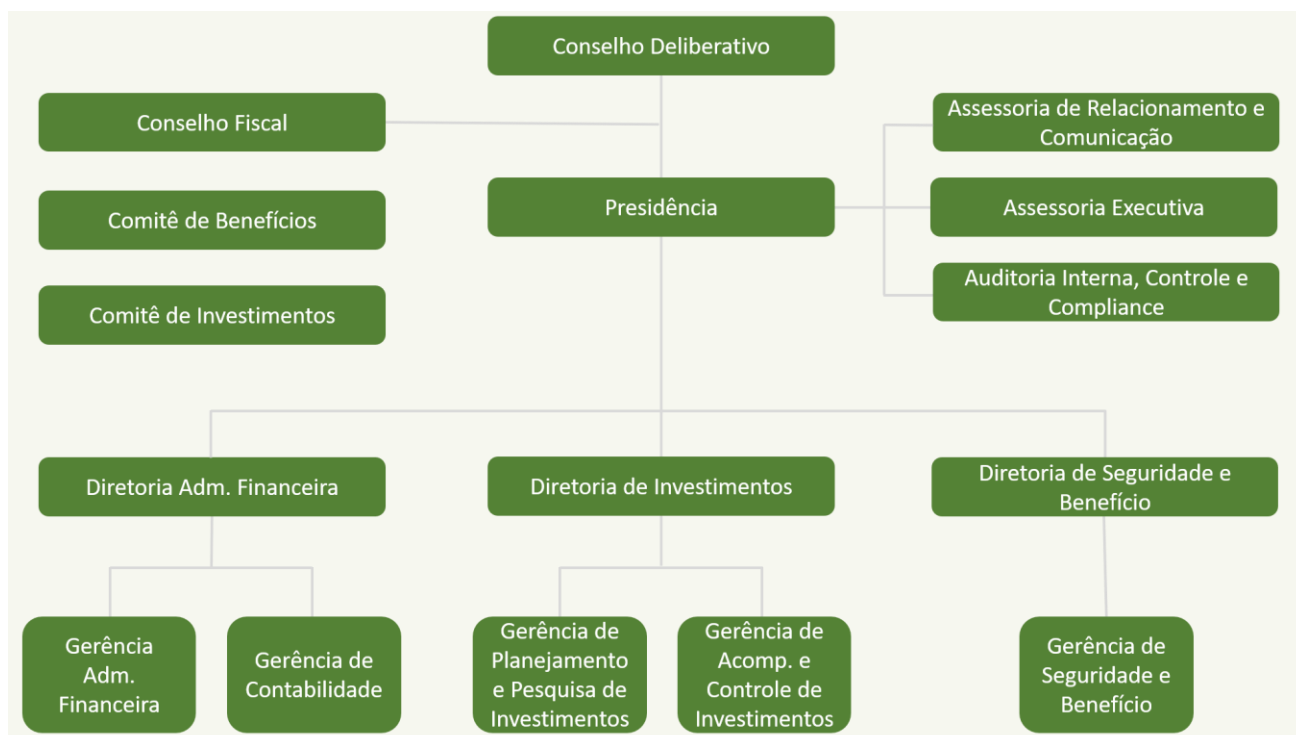 Conselho Deliberativo
Conselho Fiscal
Assessoria de Relacionamento e
Comunicação
Comitê de Benefícios
Presidência
Assessoria Executiva
Comitê de Investimentos
Auditoria Interna, Controle e
Compliance
Diretoria Adm. Financeira
Diretoria de Investimentos
Diretoria de Seguridade e
Benefício
Gerência
Adm.
Financeira
Gerência de
Contabilidade
Gerência de
Planejamento
e Pesquisa de
Investimentos
Gerência de
Acomp. e
Controle de
Investimentos
Gerência de
Seguridade e
Benefício